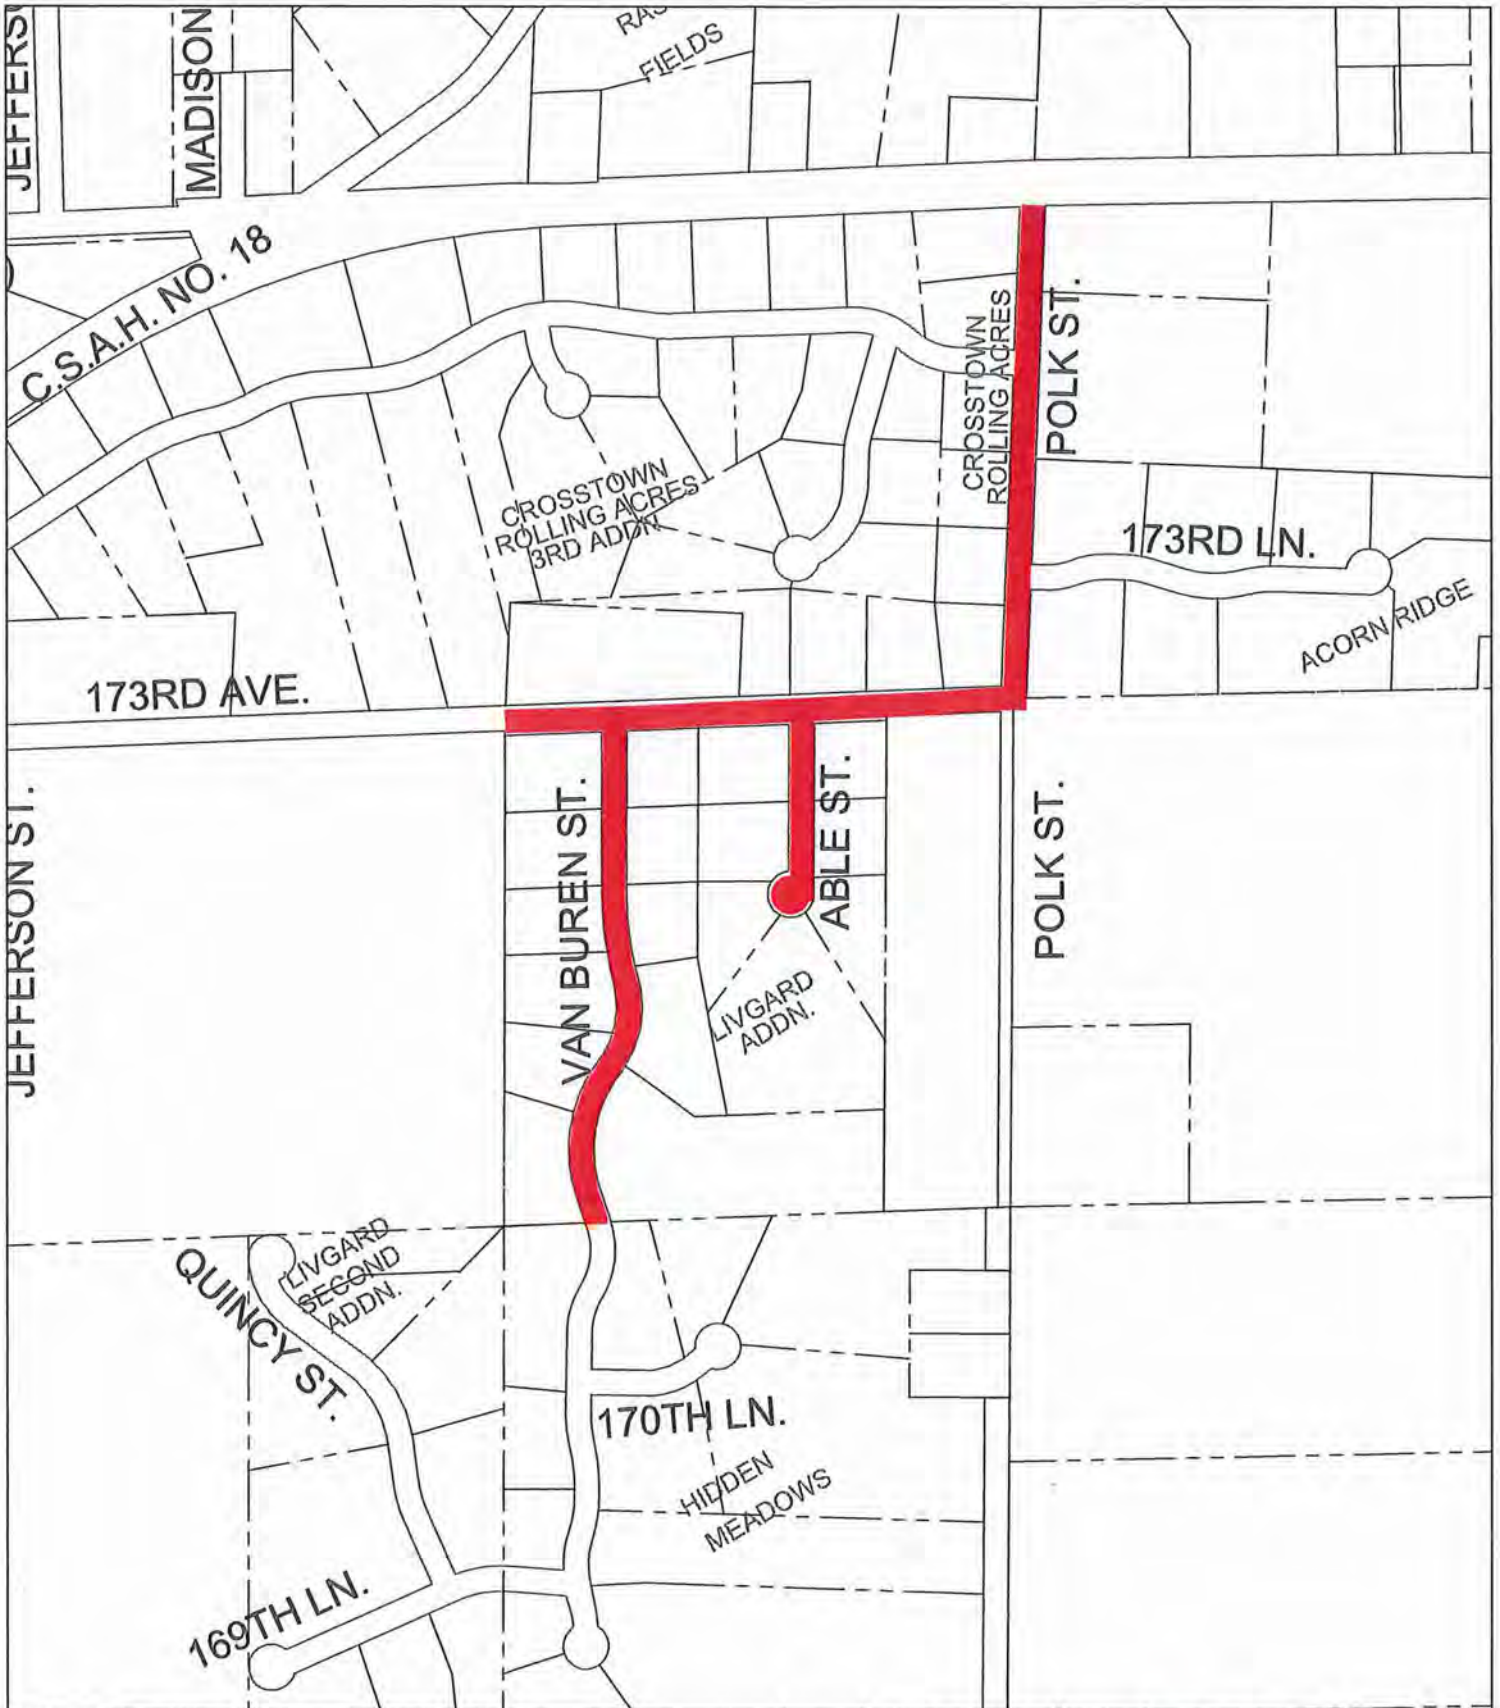 MADISON
FIELDS
C.S.A.H. NO. 18
POLK ST.
CROSSTOWN
ROLLING ACRES
CROSSTOWN
ROLLING ACRES
3RD ADDN.
173RD LN.
ACORN RIDGE
173RD AVE.
JEFFERSON ST.
VAN BUREN ST.
ABLE ST.
POLK ST.
LIVGARD
ADDN.
LIVGARD
SECOND
ADDN.
QUINCY ST.
170TH LN.
HIDDEN
MEADOWS
169TH LN.